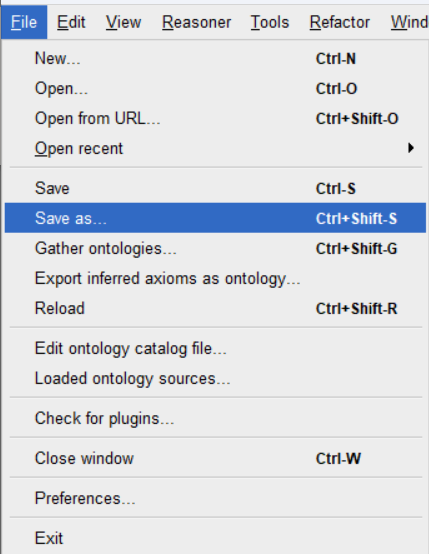 File Edit View Reasoner Tools Refactor Wind
New... Ctrl-N
Open... Ctrl-O
Open from URL... Ctrl+Shift-O
Open recent
Save Ctrl-S
Save as... Ctrl+Shift-S
Gather ontologies... Ctrl+Shift-G
Export inferred axioms as ontology...
Reload Ctrl+Shift-R
Edit ontology catalog file...
Loaded ontology sources...
Check for plugins...
Close window Ctrl-W
Preferences...
Exit